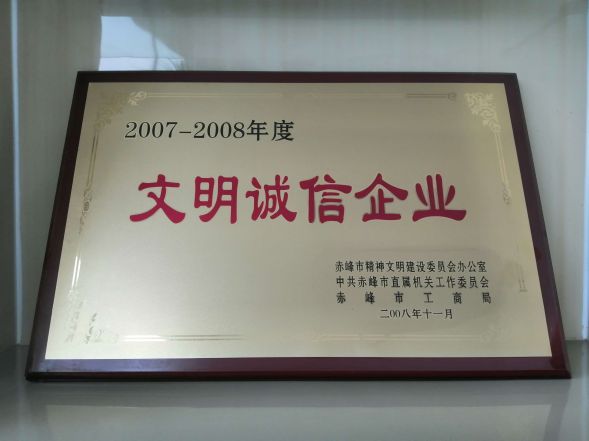 2007-2008年度
文明诚信企业
赤峰市精神文明建设委员会办公室
中共赤峰市直属机关工作委员会
赤峰市工商局
二00八年十一月